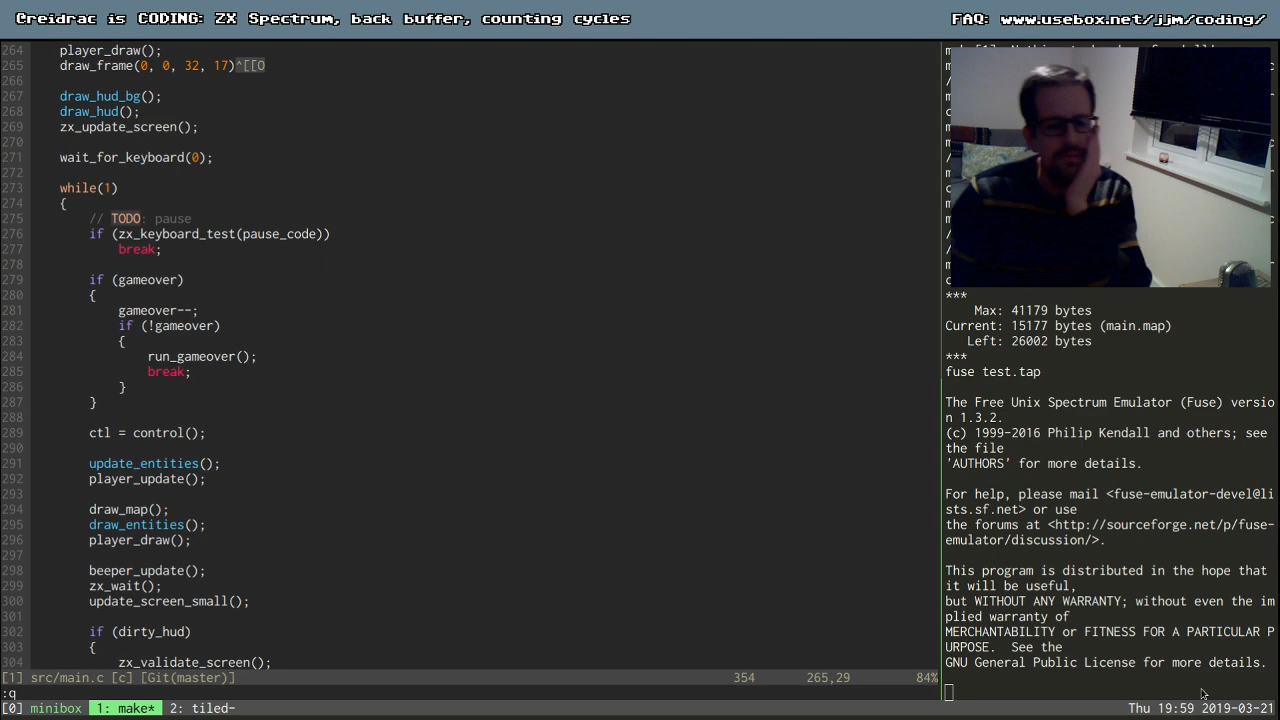 @reidrac is CODING: ZX Spectrum, back buffer, counting cycles
FAQ: www.usebox.net/jjm/coding/
264 player_draw();
265 draw_frame(0, 0, 32, 17)^[[O
266
267 draw_hud_bg();
268 draw_hud();
269 zx_update_screen();
270
271 wait_for_keyboard(0);
272
273 while(1)
274 {
275 // TODO: pause
276 if (zx_keyboard_test(pause_code))
277 break;
278
279 if (gameover)
280 {
281 gameover--;
282 if (!gameover)
283 {
284 run_gameover();
285 break;
286 }
287 }
288
289 ctl = control();
290
291 update_entities();
292 player_update();
293
294 draw_map();
295 draw_entities();
296 player_draw();
297
298 beeper_update();
299 zx_wait();
300 update_screen_small();
301
302 if (dirty_hud)
303 {
304 zx_validate_screen();
[1] src/main.c [c] [Git(master)] 354 265,29 84%
:q
[0] minibox 1: make* 2: tiled-
***
Max: 41179 bytes
Current: 15177 bytes (main.map)
Left: 26002 bytes
***
fuse test.tap
The Free Unix Spectrum Emulator (Fuse) versio
n 1.3.2.
(c) 1999-2016 Philip Kendall and others; see
the file
'AUTHORS' for more details.
For help, please mail <fuse-emulator-devel@li
sts.sf.net> or use
the forums at <http://sourceforge.net/p/fuse-
emulator/discussion/>.
This program is distributed in the hope that
it will be useful,
but WITHOUT ANY WARRANTY; without even the im
plied warranty of
MERCHANTABILITY or FITNESS FOR A PARTICULAR P
URPOSE. See the
GNU General Public License for more details.
Thu 19:59 2019-03-21